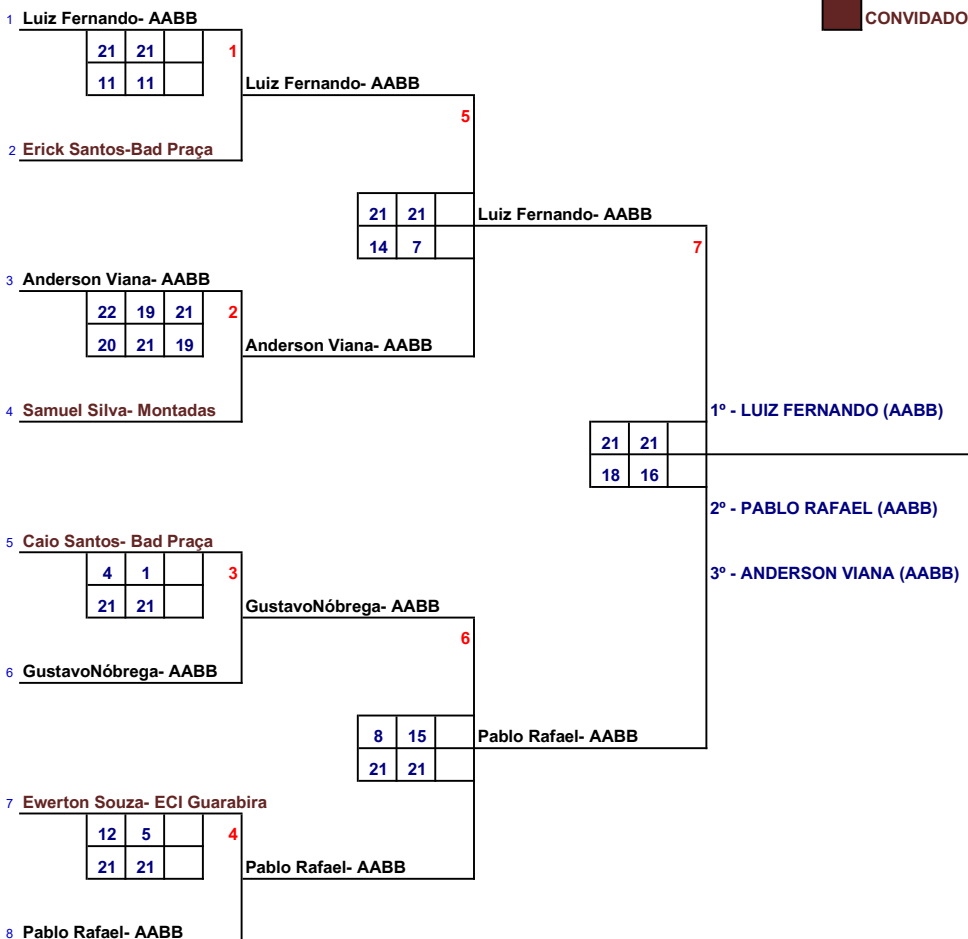 CONVIDADO
1 Luiz Fernando- AABB
21 21 1
11 11
Luiz Fernando- AABB
5
2 Erick Santos-Bad Praça
21 21
Luiz Fernando- AABB
14 7
7
3 Anderson Viana- AABB
22 19 21 2
20 21 19
Anderson Viana- AABB
4 Samuel Silva- Montadas
1º - LUIZ FERNANDO (AABB)
21 21
18 16
2º - PABLO RAFAEL (AABB)
5 Caio Santos- Bad Praça
4 1 3
3º - ANDERSON VIANA (AABB)
21 21
GustavoNóbrega- AABB
6
6 GustavoNóbrega- AABB
8 15
Pablo Rafael- AABB
21 21
7 Ewerton Souza- ECI Guarabira
12 5 4
21 21
Pablo Rafael- AABB
8 Pablo Rafael- AABB